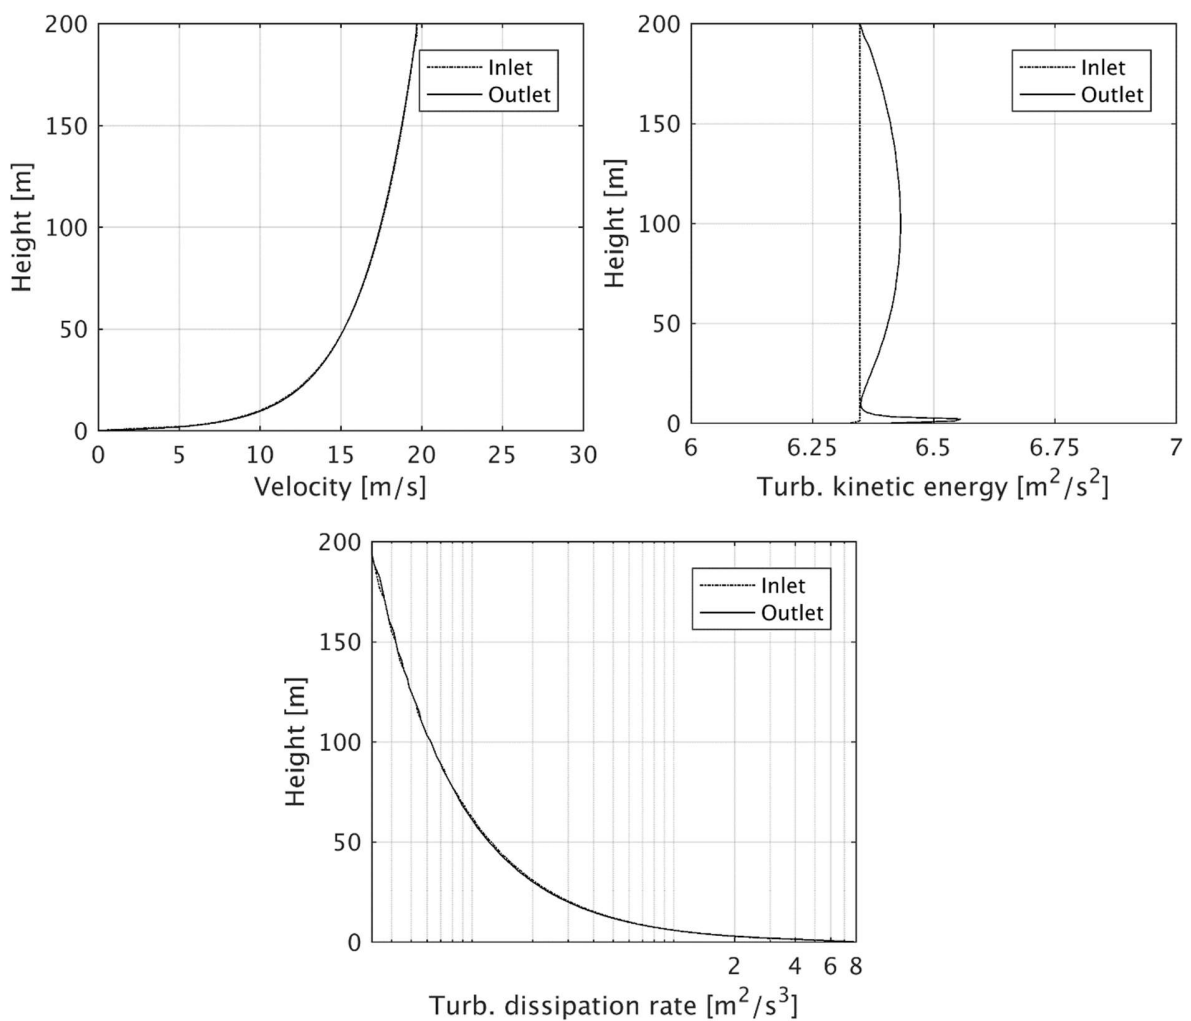 200
150
100
50
0
Height [m]
Inlet
Outlet
0 5 10 15 20 25 30
Velocity [m/s]
200
150
100
50
0
Height [m]
Inlet
Outlet
6 6.25 6.5 6.75 7
Turb. kinetic energy [m²/s²]
200
150
100
50
0
Height [m]
Inlet
Outlet
2 4 6 8
Turb. dissipation rate [m²/s³]